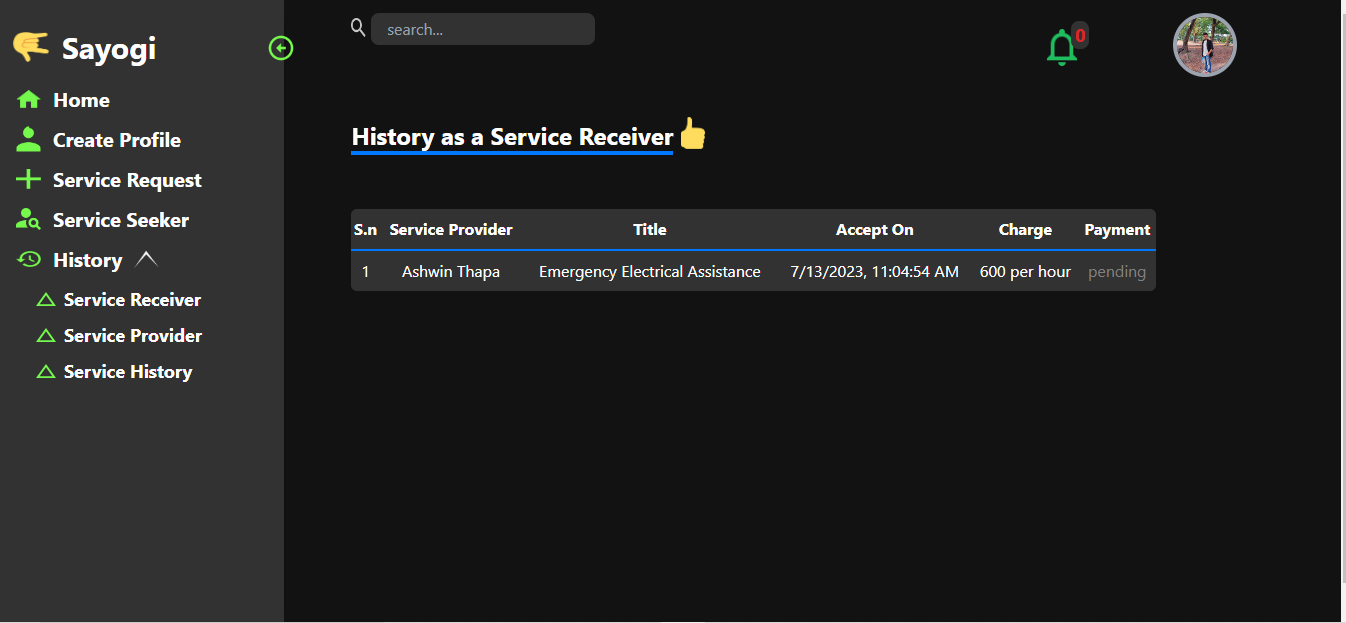 Sayogi
Home
Create Profile
Service Request
Service Seeker
History
Service Receiver
Service Provider
Service History
search...
0
History as a Service Receiver
S.n Service Provider Title Accept On Charge Payment
1 Ashwin Thapa Emergency Electrical Assistance 7/13/2023, 11:04:54 AM 600 per hour pending